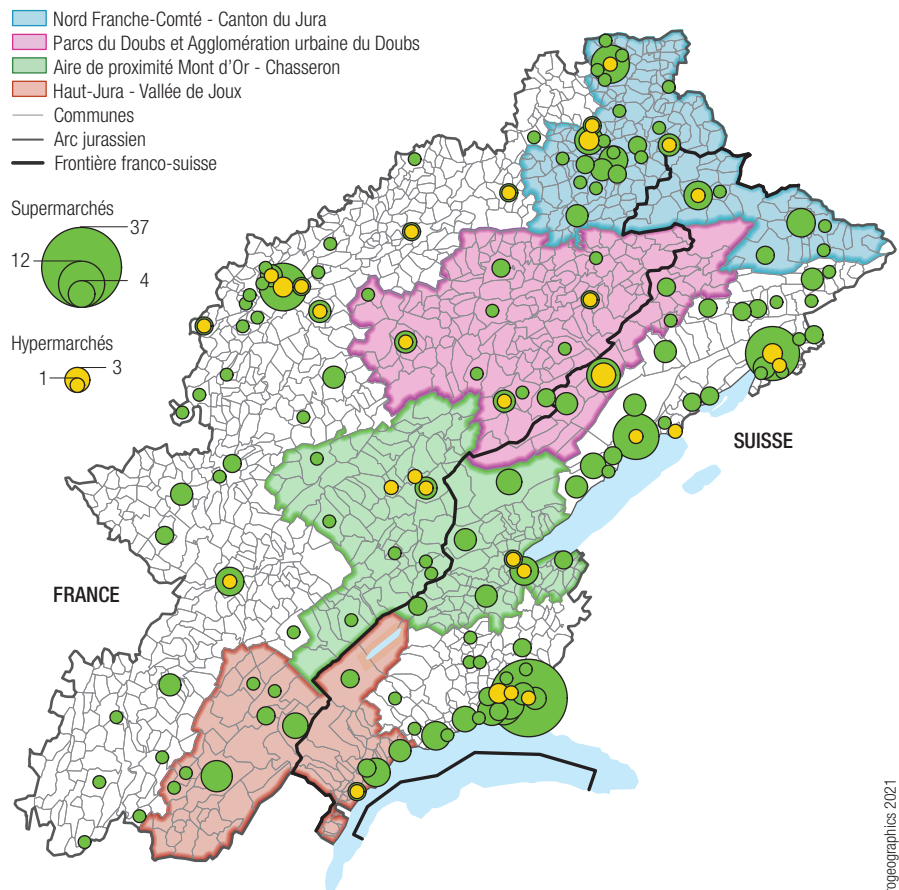 Nord Franche-Comté - Canton du Jura
Parcs du Doubs et Agglomération urbaine du Doubs
Aire de proximité Mont d'Or - Chasseron
Haut-Jura - Vallée de Joux
Communes
Arc jurassien
Frontière franco-suisse
Supermarchés
37
12
4
Hypermarchés
1
3
SUISSE
FRANCE
rogeographics 2021